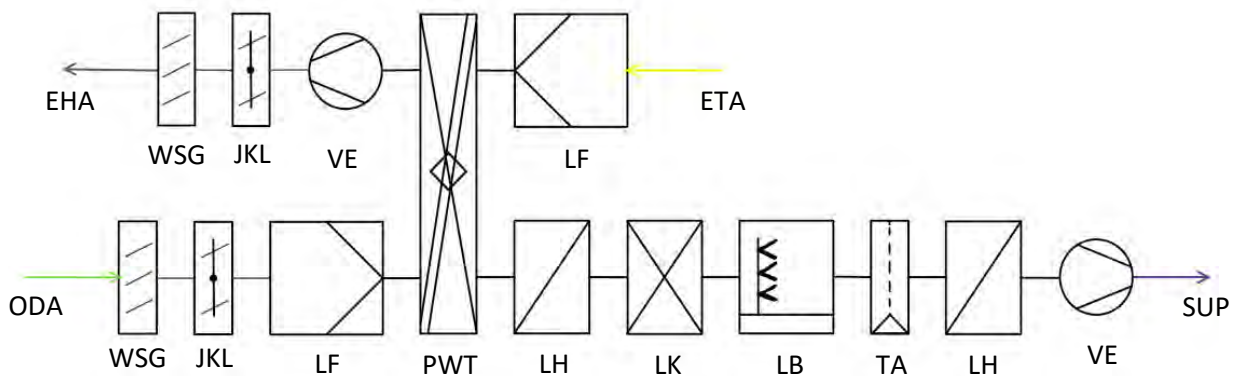 EHA
WSG
JKL
VE
LF
ETA
ODA
WSG
JKL
LF
PWT
LH
LK
LB
TA
LH
VE
SUP